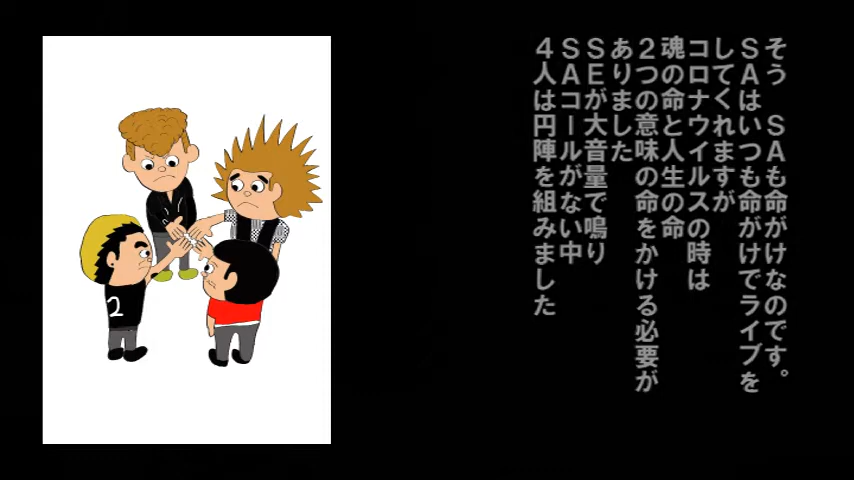 そう　ＳＡも命がけなのです。
ＳＡはいつも命がけでライブを
してくれますが
コロナウイルスの時は
魂の命と人生の命
２つの意味の命をかける必要が
ありました
ＳＥが大音量で鳴り
ＳＡコールがない中
４人は円陣を組みました
2